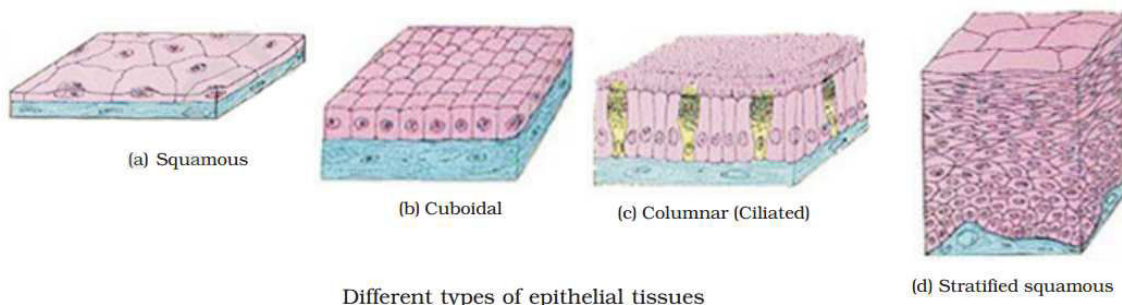 (a) Squamous
(b) Cuboidal
(c) Columnar (Ciliated)
(d) Stratified squamous
Different types of epithelial tissues